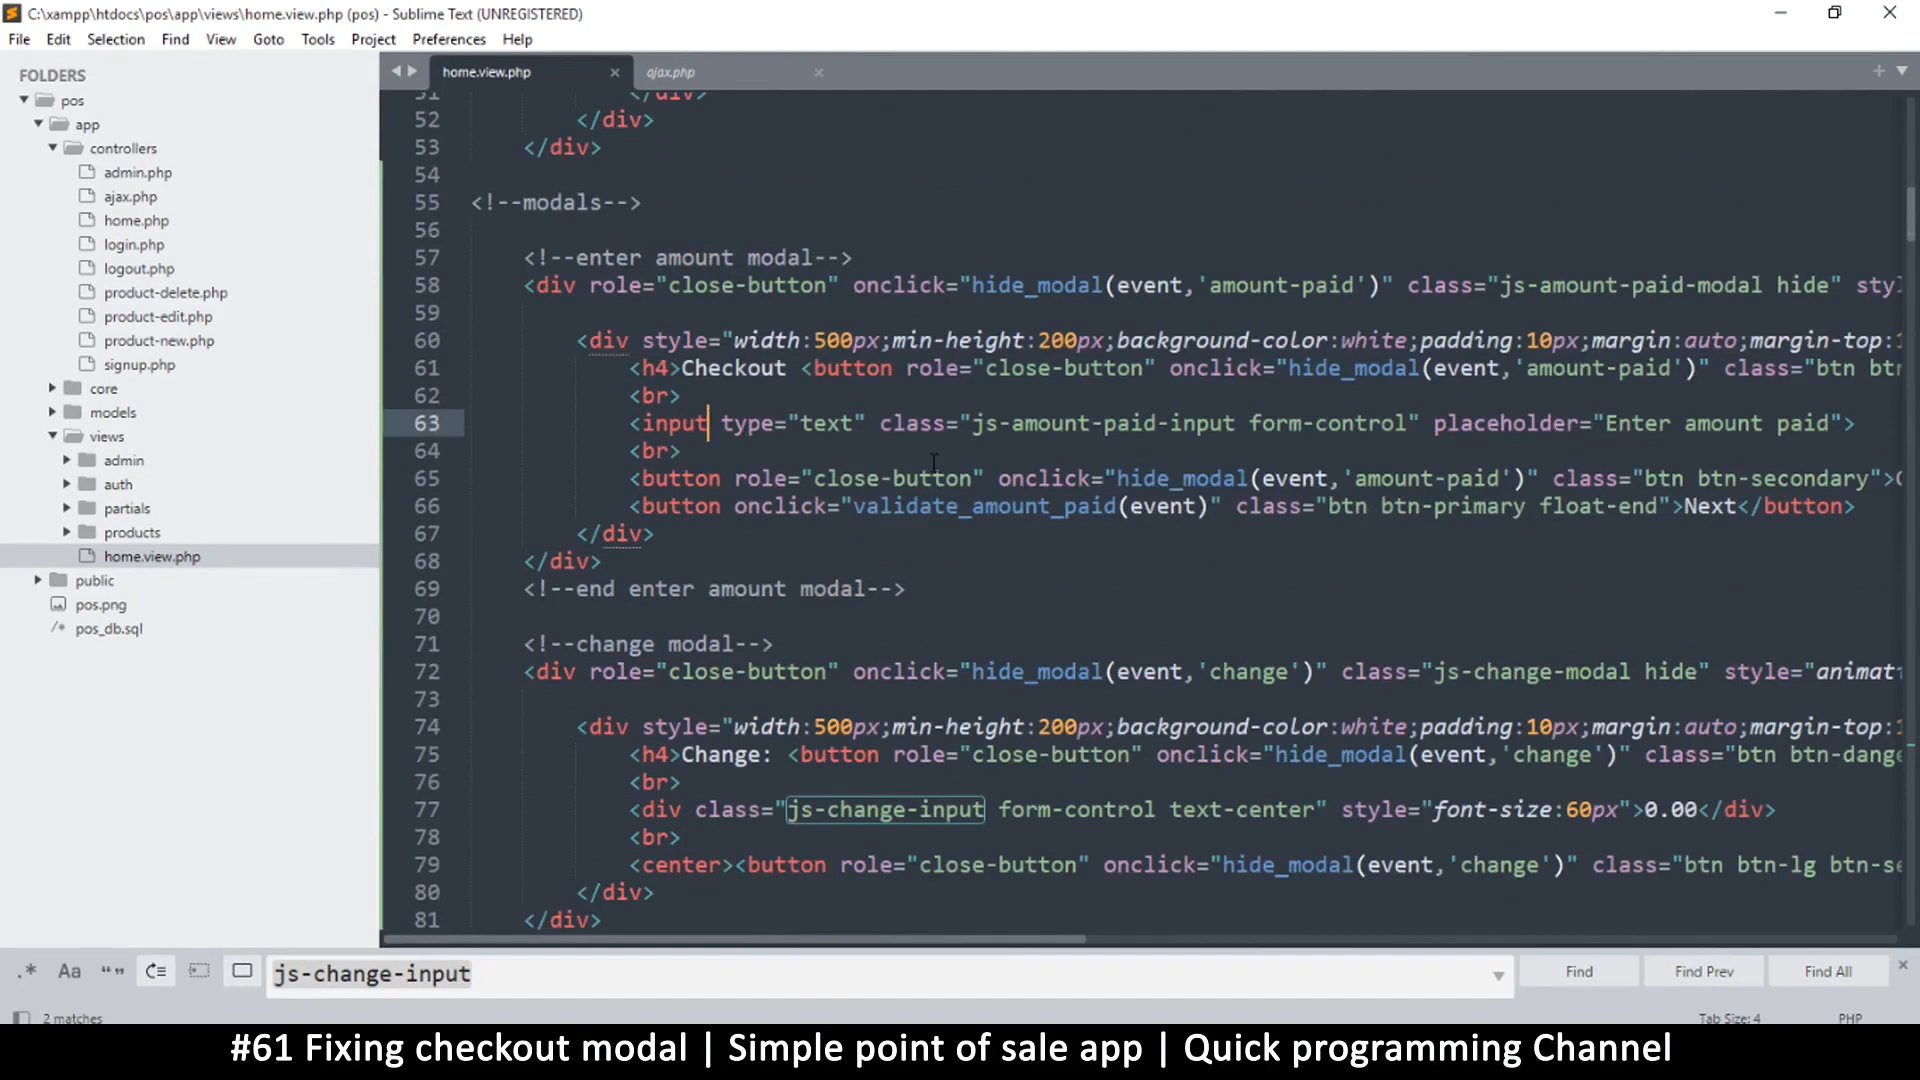 C:\xampp\htdocs\pos\app\views\home.view.php (pos) - Sublime Text (UNREGISTERED)
File Edit Selection Find View Goto Tools Project Preferences Help
FOLDERS
pos
app
controllers
admin.php
ajax.php
home.php
login.php
logout.php
product-delete.php
product-edit.php
product-new.php
signup.php
core
models
views
admin
auth
partials
products
home.view.php
public
pos.png
pos_db.sql
home.view.php ajax.php
51 </div>
52 </div>
53 </div>
54
55 <!--modals-->
56
57 <!--enter amount modal-->
58 <div role="close-button" onclick="hide_modal(event,'amount-paid')" class="js-amount-paid-modal hide" sty
59
60 <div style="width:500px;min-height:200px;background-color:white;padding:10px;margin:auto;margin-top:1
61 <h4>Checkout <button role="close-button" onclick="hide_modal(event,'amount-paid')" class="btn bt
62 <br>
63 <input type="text" class="js-amount-paid-input form-control" placeholder="Enter amount paid">
64 <br>
65 <button role="close-button" onclick="hide_modal(event,'amount-paid')" class="btn btn-secondary">C
66 <button onclick="validate_amount_paid(event)" class="btn btn-primary float-end">Next</button>
67 </div>
68 </div>
69 <!--end enter amount modal-->
70
71 <!--change modal-->
72 <div role="close-button" onclick="hide_modal(event,'change')" class="js-change-modal hide" style="animat
73
74 <div style="width:500px;min-height:200px;background-color:white;padding:10px;margin:auto;margin-top:1
75 <h4>Change: <button role="close-button" onclick="hide_modal(event,'change')" class="btn btn-dange
76 <br>
77 <div class="js-change-input form-control text-center" style="font-size:60px">0.00</div>
78 <br>
79 <center><button role="close-button" onclick="hide_modal(event,'change')" class="btn btn-lg btn-se
80 </div>
81 </div>
.* Aa “” js-change-input Find Find Prev Find All
2 matches Tab Size: 4 PHP
#61 Fixing checkout modal | Simple point of sale app | Quick programming Channel